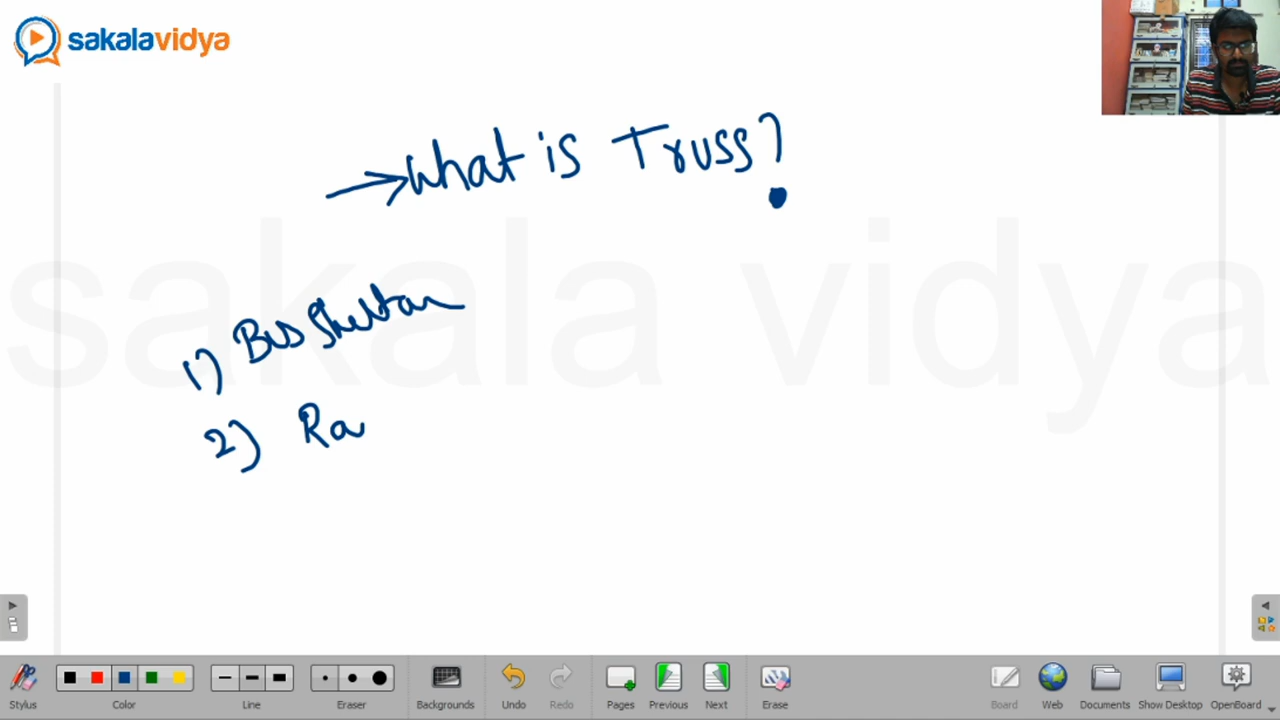 sakalavidya
→What is Truss?
sakala vidya
1) Bus Shelter
2) Ra
Stylus
Color
Line
Eraser
Backgrounds
Undo
Redo
Pages
Previous
Next
Erase
Board
Web
Documents
Show Desktop
OpenBoard